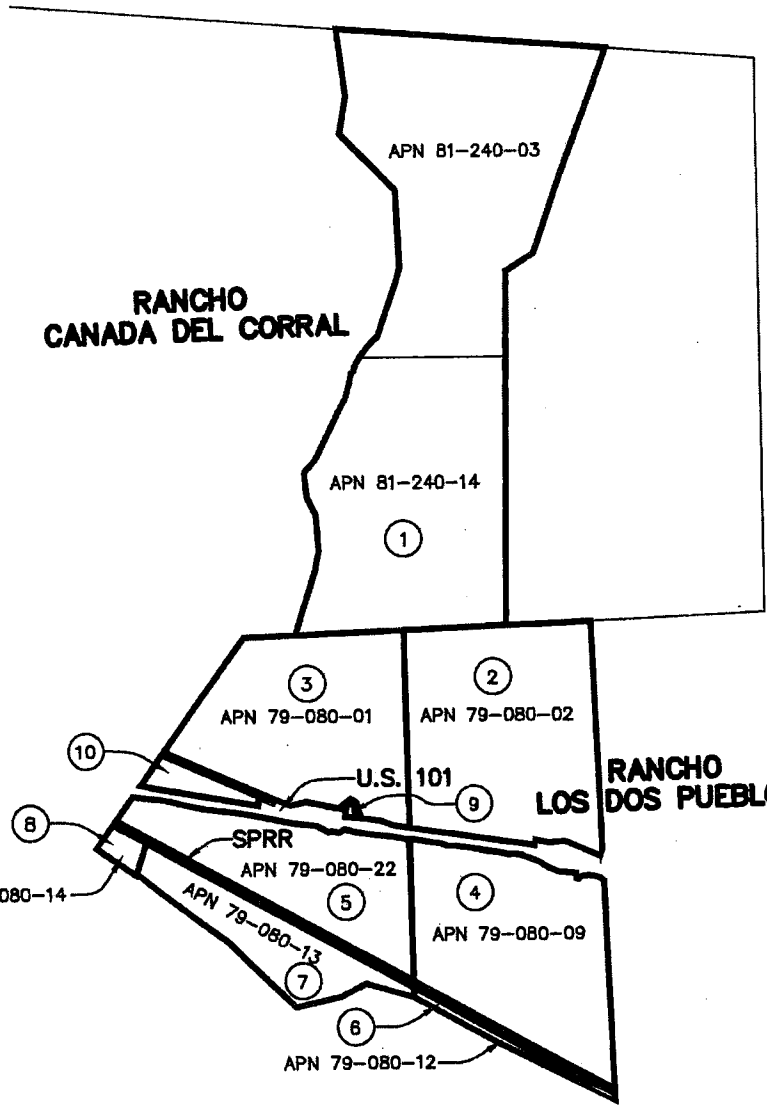 APN 81-240-03
RANCHO
CANADA DEL CORRAL
APN 81-240-14
1
3
APN 79-080-01
2
APN 79-080-02
10
U.S. 101
9
RANCHO
LOS DOS PUEBLO
8
SPRR
APN 79-080-22
5
080-14
APN 79-080-13
7
4
APN 79-080-09
6
APN 79-080-12